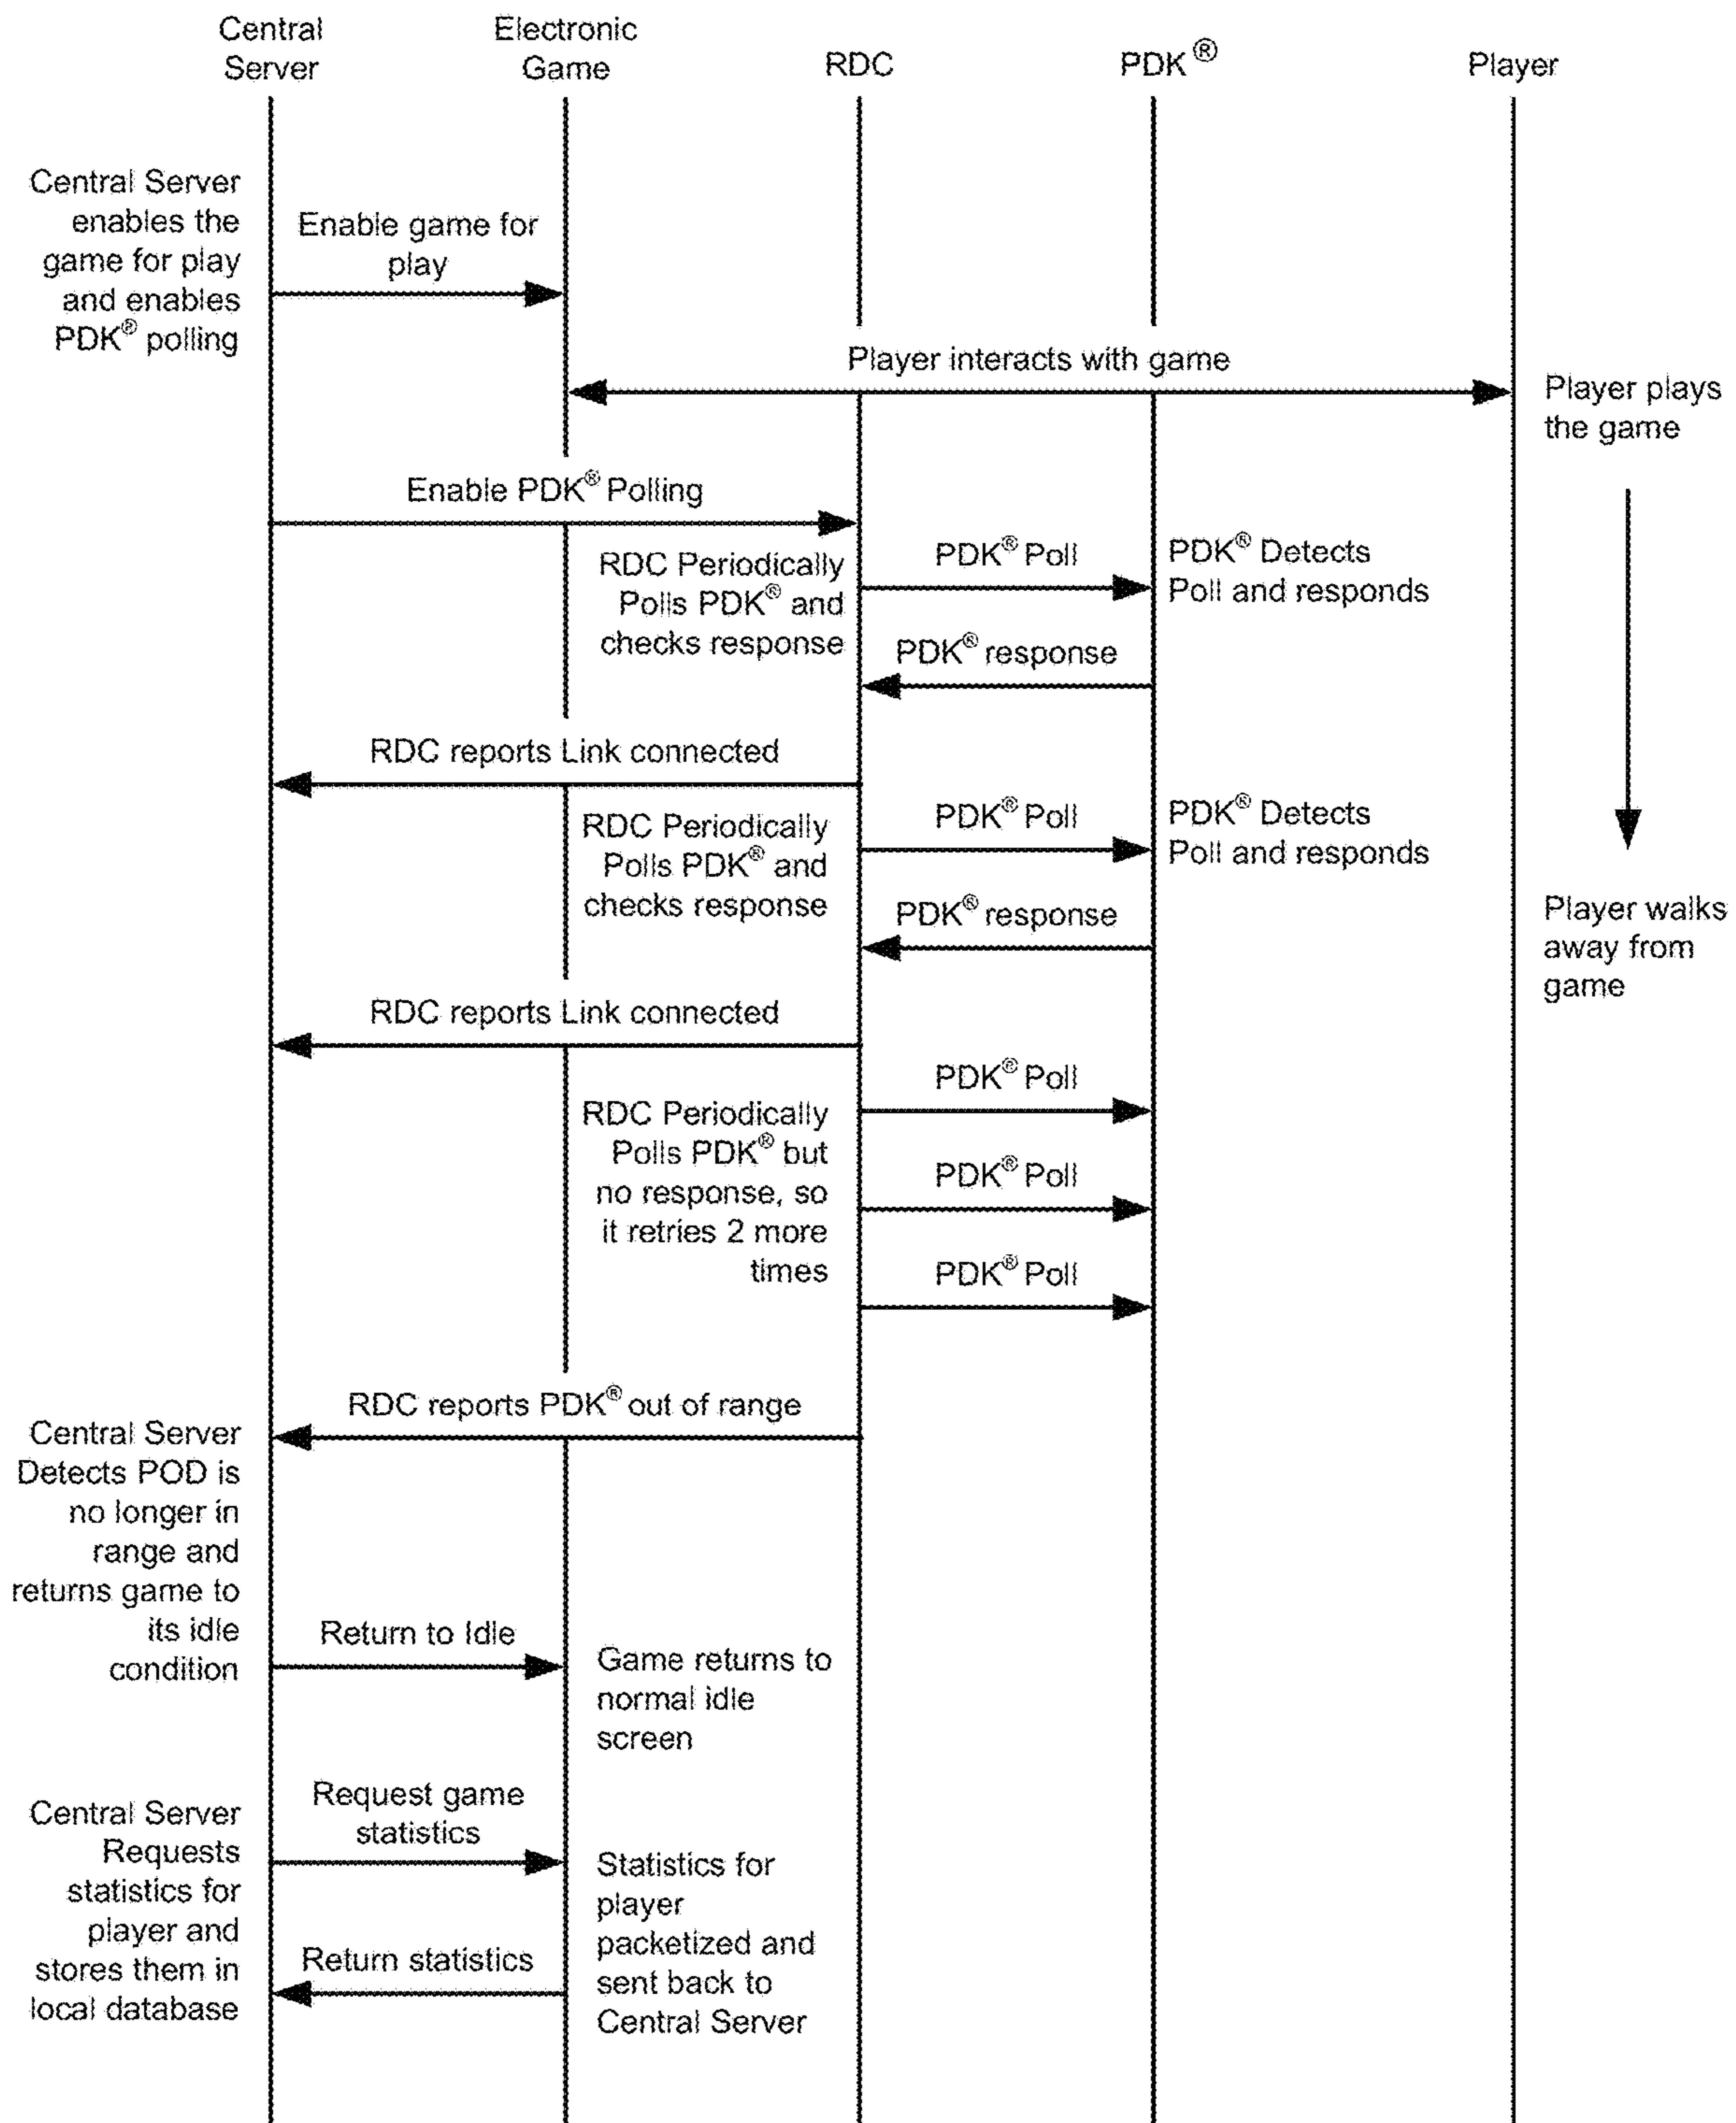 Central
Server
Electronic
Game
RDC
PDK®
Player
Central Server
enables the
game for play
and enables
PDK® polling
Enable game for
play
Player interacts with game
Player plays
the game
Enable PDK® Polling
RDC Periodically
Polls PDK® and
checks response
PDK® Poll
PDK® Detects
Poll and responds
PDK® response
RDC reports Link connected
RDC Periodically
Polls PDK® and
checks response
PDK® Poll
PDK® Detects
Poll and responds
PDK® response
Player walks
away from
game
RDC reports Link connected
RDC Periodically
Polls PDK® but
no response, so
it retries 2 more
times
PDK® Poll
PDK® Poll
PDK® Poll
RDC reports PDK® out of range
Central Server
Detects POD is
no longer in
range and
returns game to
its idle
condition
Return to Idle
Game returns to
normal idle
screen
Central Server
Requests
statistics for
player and
stores them in
local database
Request game
statistics
Statistics for
player
packetized and
sent back to
Central Server
Return statistics